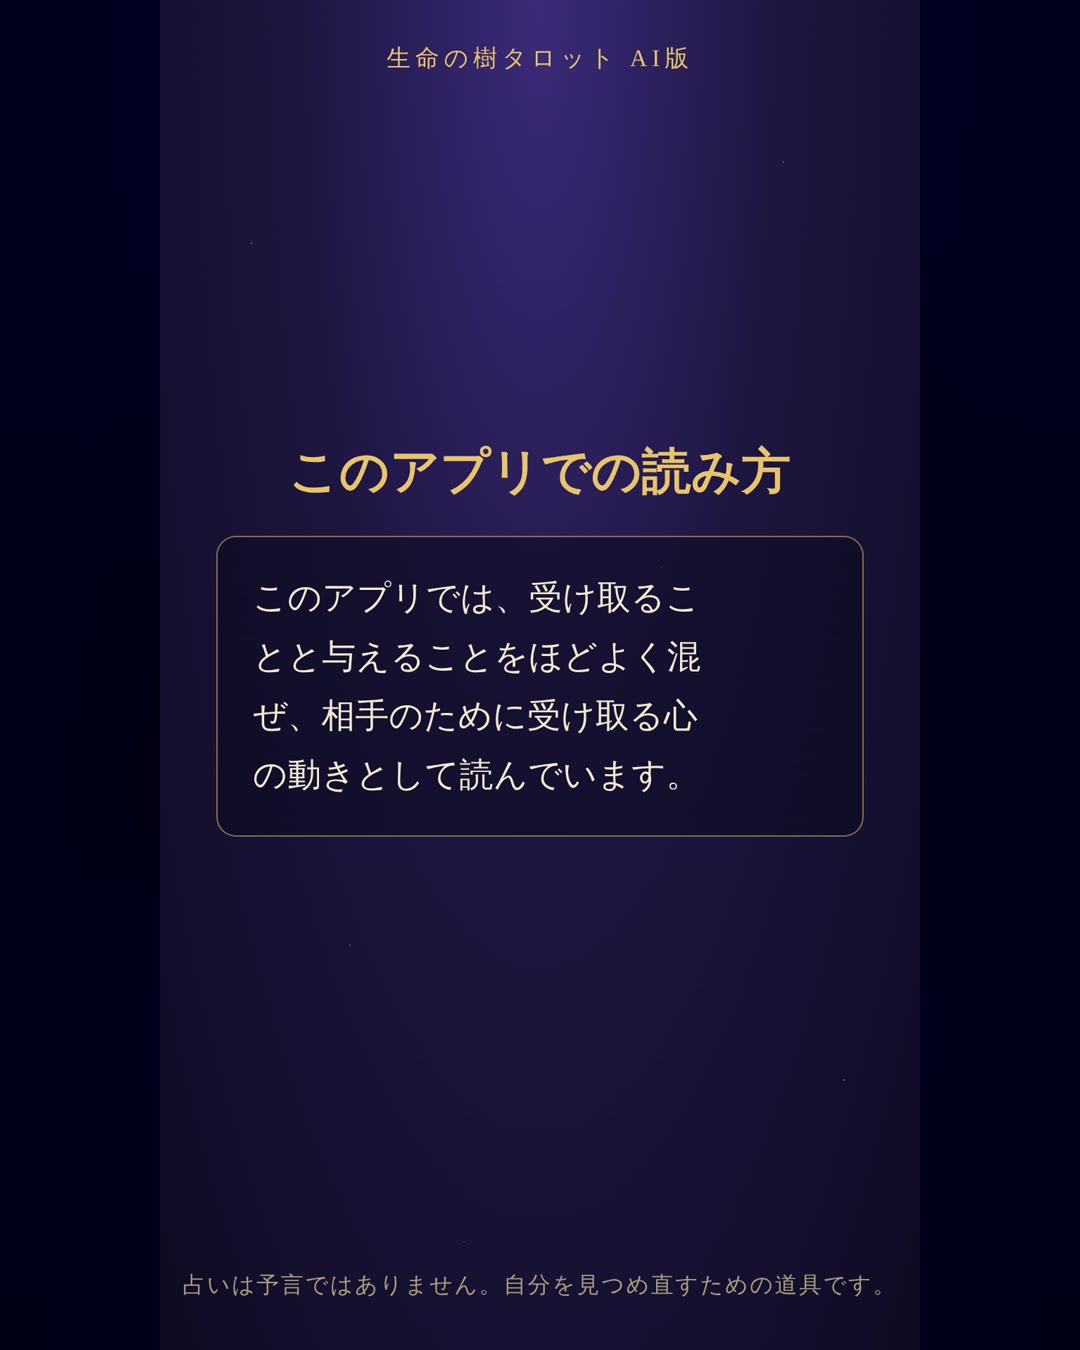 生命の樹タロット AI版
このアプリでの読み方
このアプリでは、受け取るこ
とと与えることをほどよく混
ぜ、相手のために受け取る心
の動きとして読んでいます。
占いは予言ではありません。自分を見つめ直すための道具です。